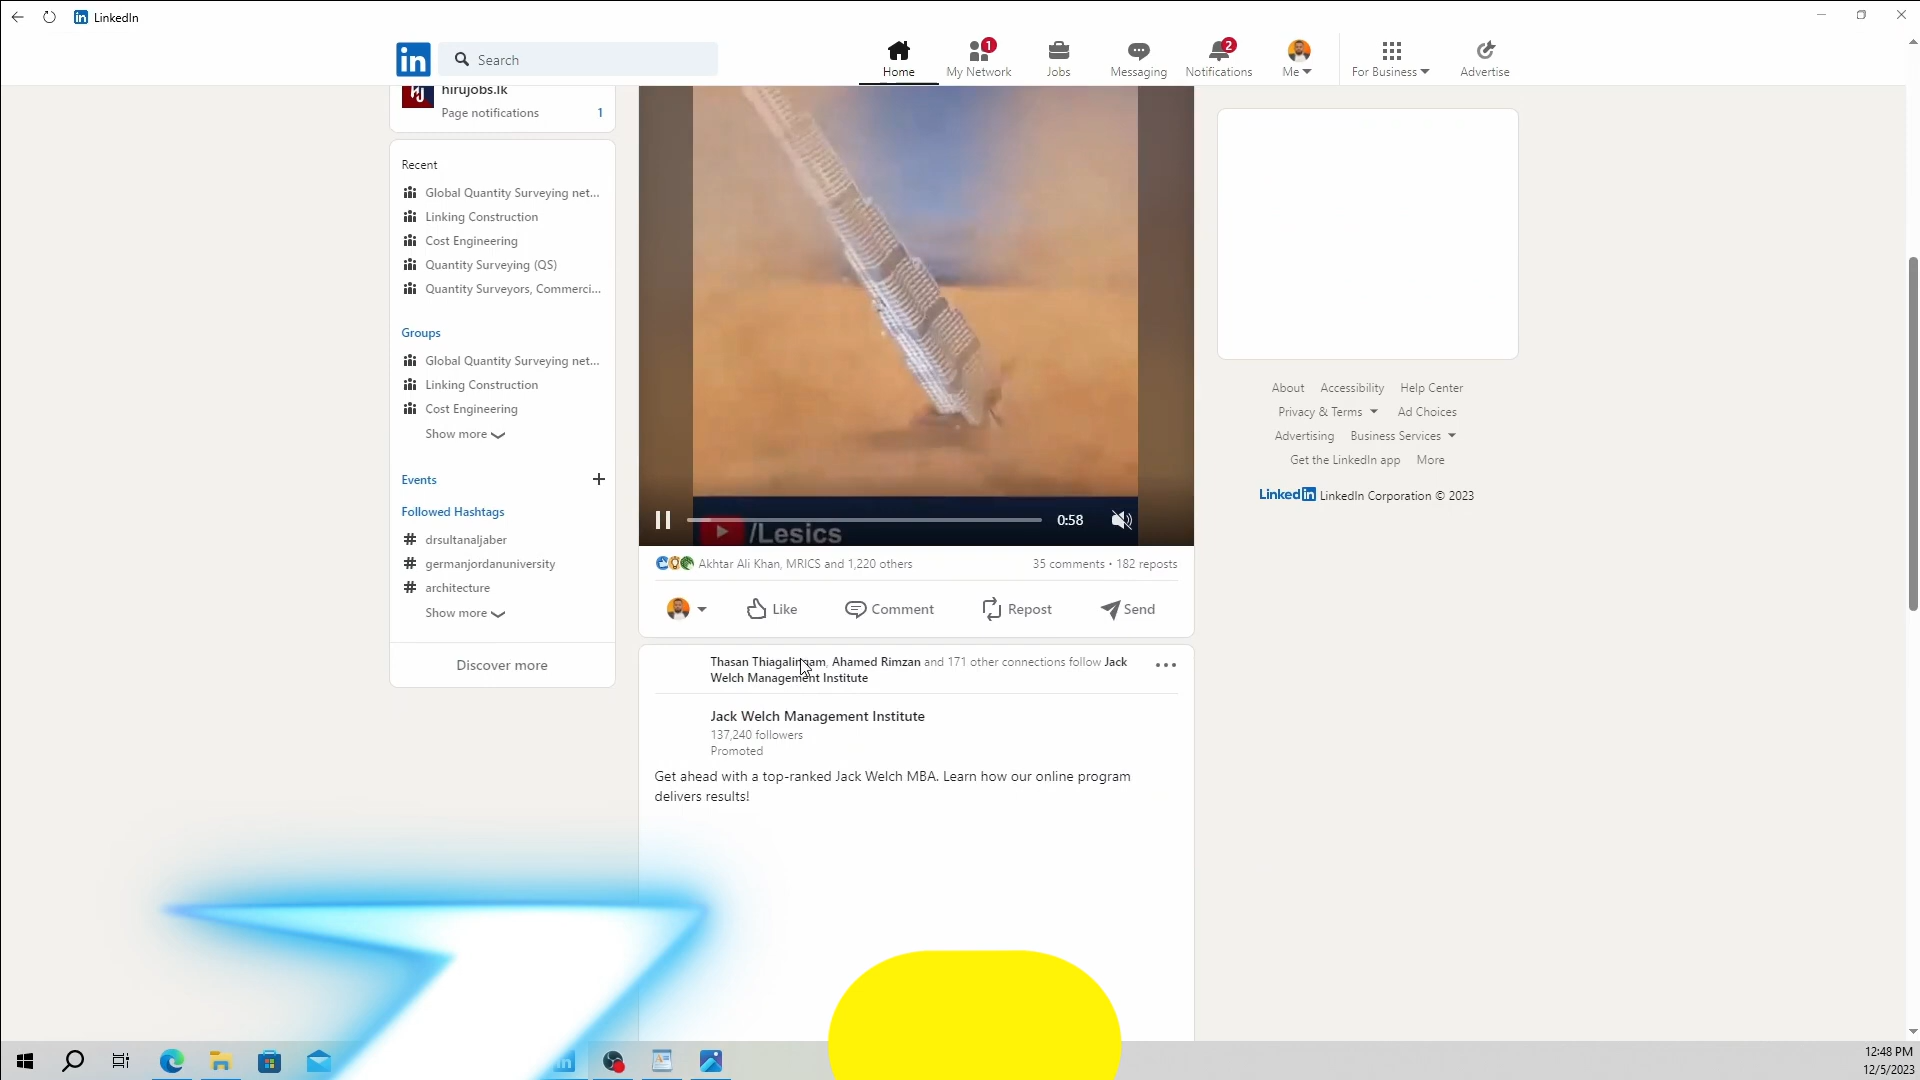 LinkedIn
in
Search
Home
1
My Network
Jobs
Messaging
2
Notifications
Me
For Business
Advertise
HJ
hirujobs.lk
Page notifications 1
Recent
Global Quantity Surveying net...
Linking Construction
Cost Engineering
Quantity Surveying (QS)
Quantity Surveyors, Commerci...
Groups
Global Quantity Surveying net...
Linking Construction
Cost Engineering
Show more
Events +
Followed Hashtags
# drsultanaljaber
# germanjordanuniversity
# architecture
Show more
Discover more
0:58
/Lesics
Akhtar Ali Khan, MRICS and 1,220 others
35 comments • 182 reposts
Like
Comment
Repost
Send
Thasan Thiagalingam, Ahamed Rimzan and 171 other connections follow Jack
Welch Management Institute
Jack Welch Management Institute
137,240 followers
Promoted
Get ahead with a top-ranked Jack Welch MBA. Learn how our online program
delivers results!
About Accessibility Help Center
Privacy & Terms Ad Choices
Advertising Business Services
Get the LinkedIn app More
LinkedIn LinkedIn Corporation © 2023
12:48 PM
12/5/2023